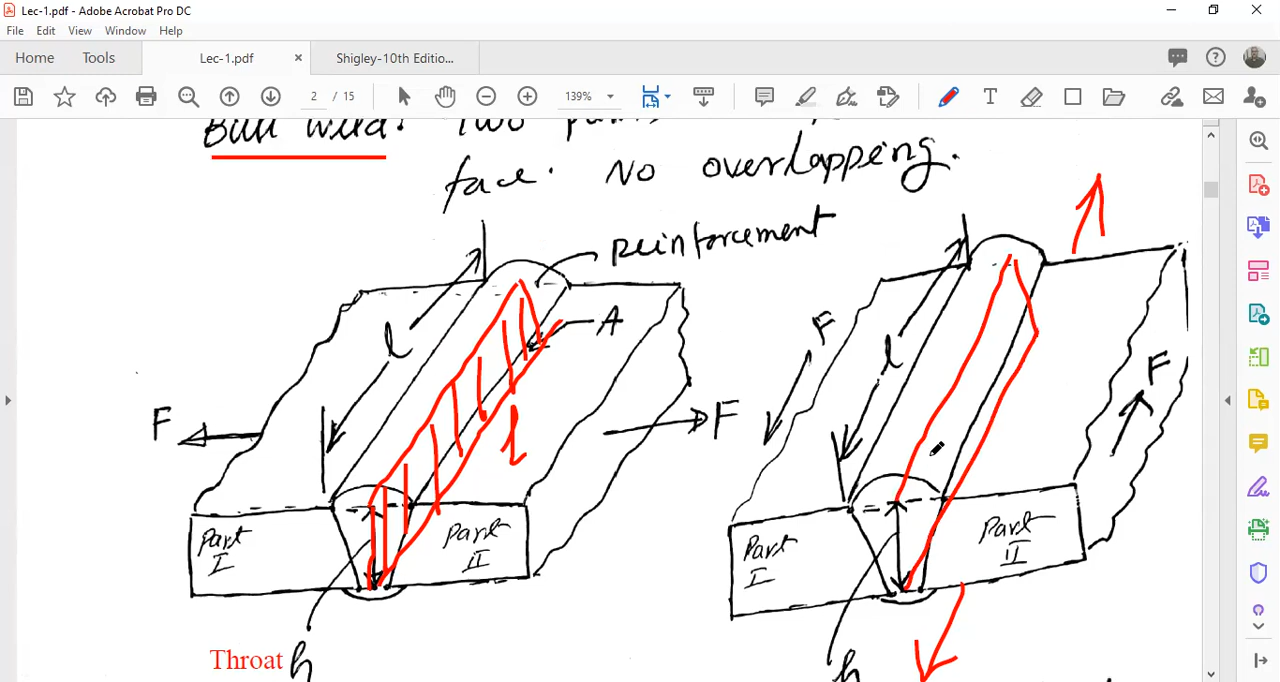 Lec-1.pdf - Adobe Acrobat Pro DC
File Edit View Window Help
Home Tools Lec-1.pdf × Shigley-10th Editio...
2 / 15 139%
Butt weld:
face. No overlapping.
reinforcement
l
A
F
F
l
Part I
Part II
Throat h
F
l
F
Part I
Part II
h